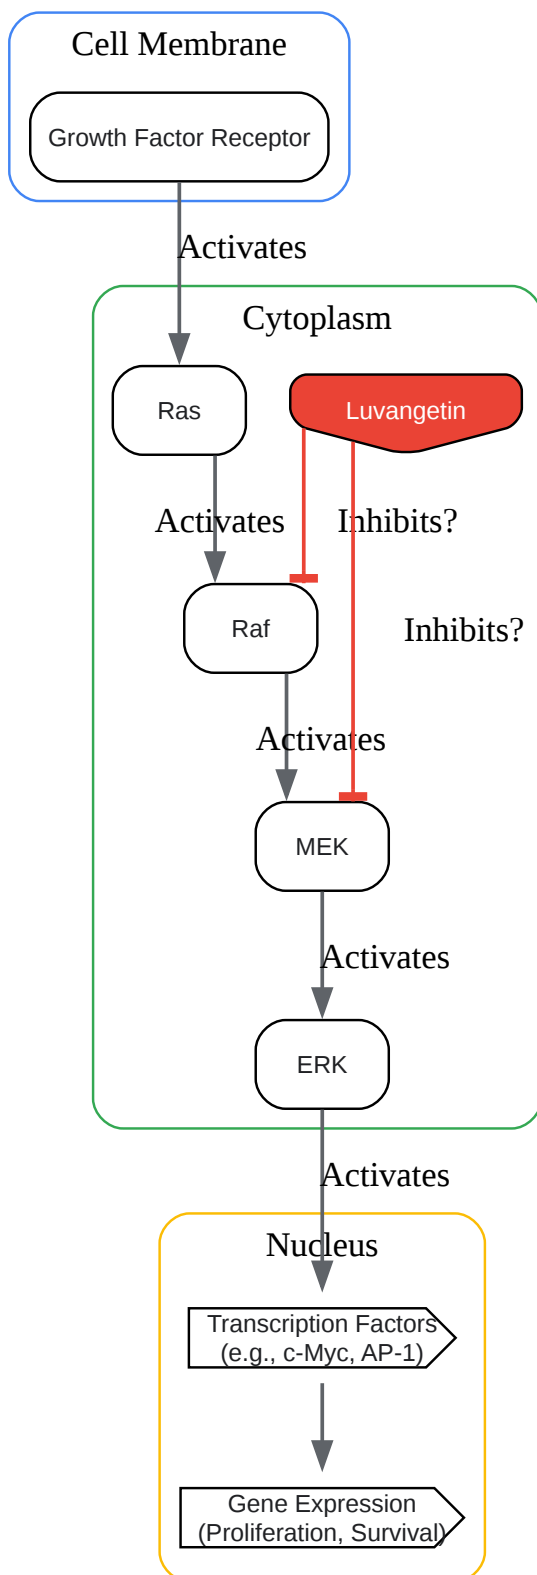 Cell Membrane
Growth Factor Receptor
Activates
Cytoplasm
Ras
Luvangetin
Activates
Inhibits?
Raf
Inhibits?
Activates
MEK
Activates
ERK
Activates
Nucleus
Transcription Factors
(e.g., c-Myc, AP-1)
Gene Expression
(Proliferation, Survival)